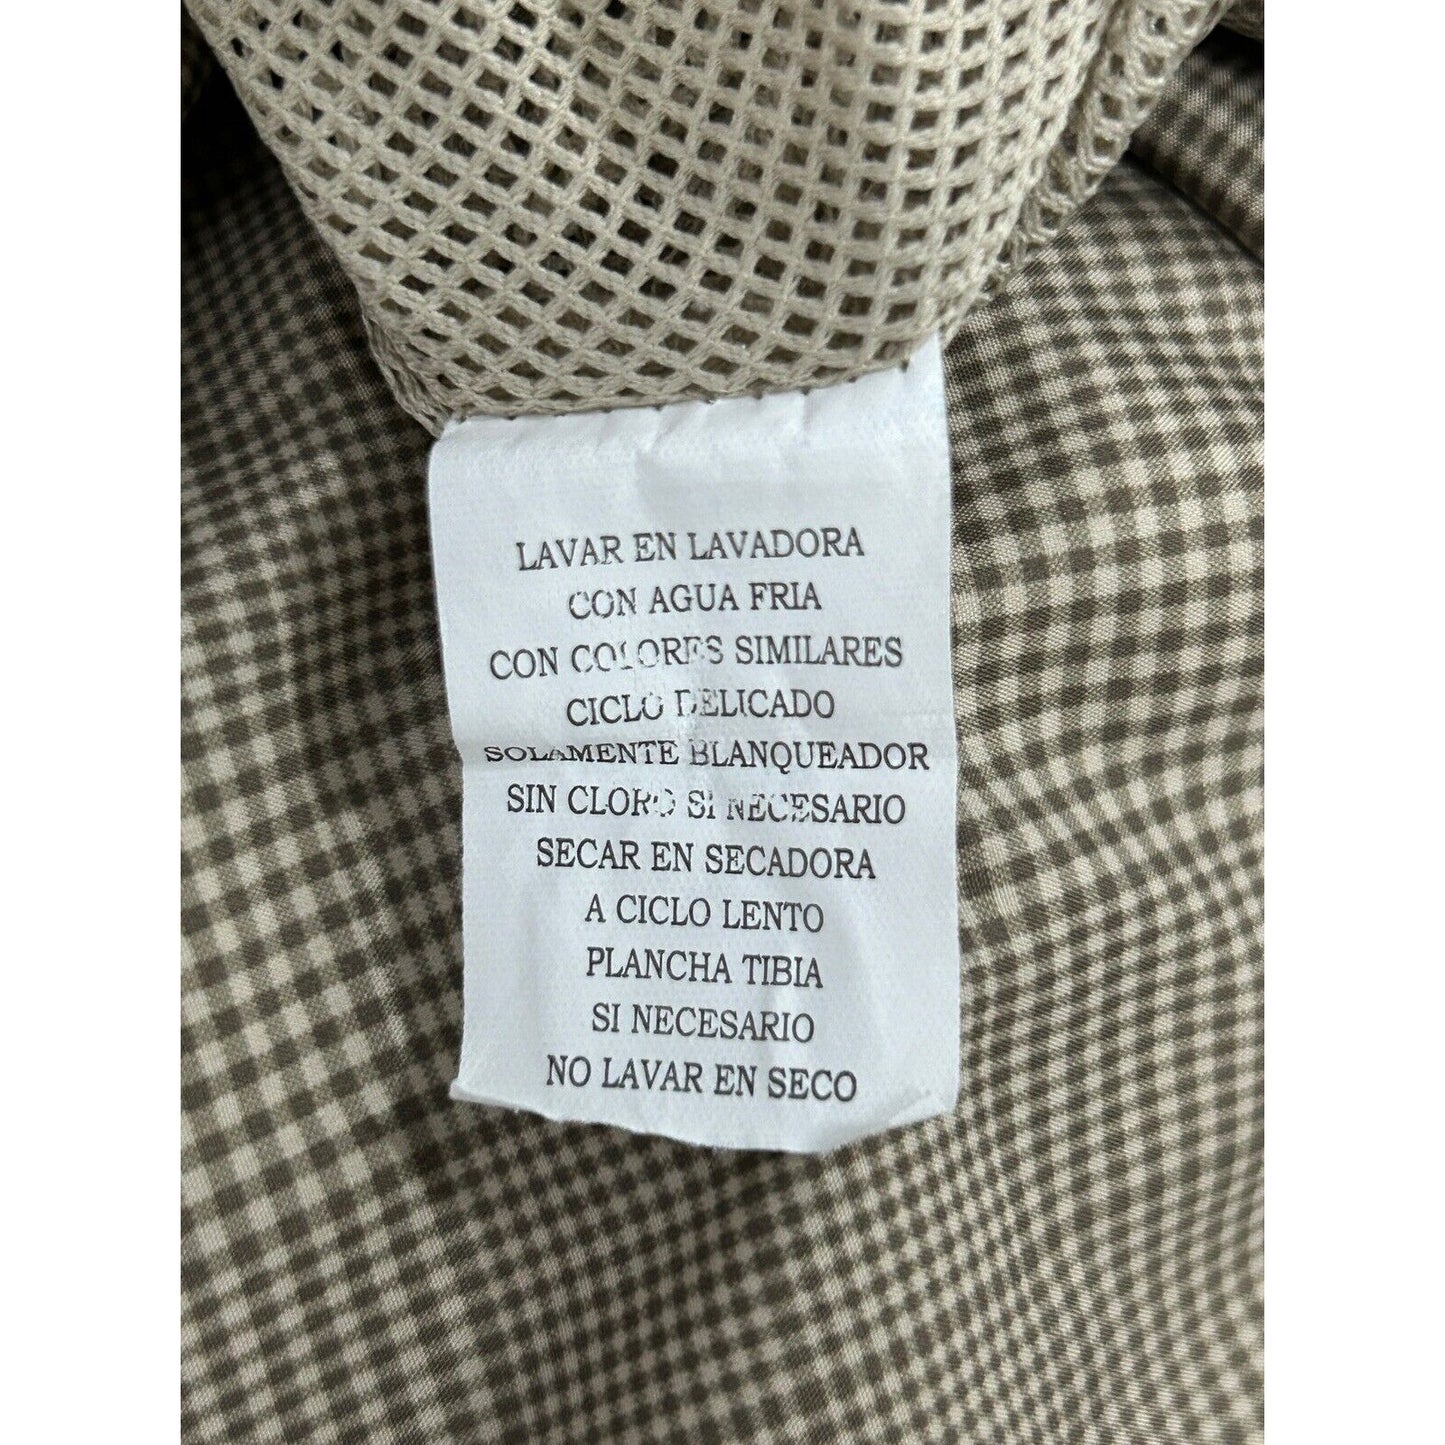 LAVAR EN LAVADORA
CON AGUA FRIA
CON COLORES SIMILARES
CICLO DELICADO
SOLAMENTE BLANQUEADOR
SIN CLORO SI NECESARIO
SECAR EN SECADORA
A CICLO LENTO
PLANCHA TIBIA
SI NECESARIO
NO LAVAR EN SECO